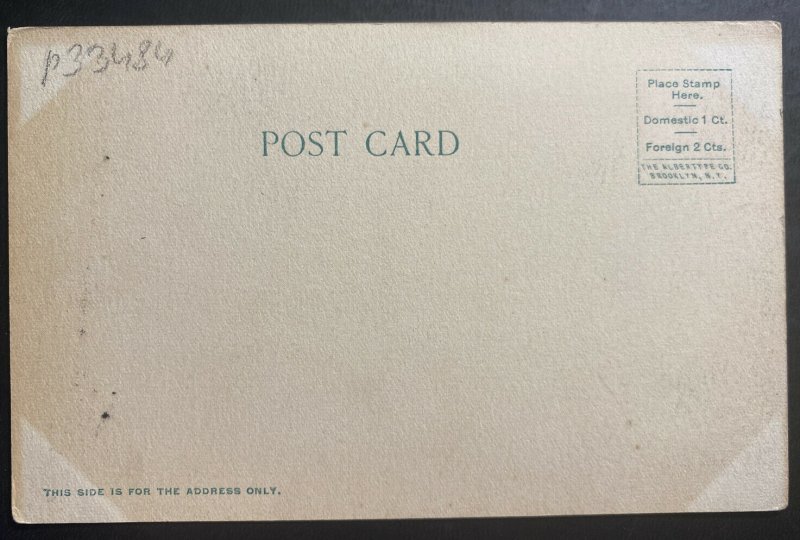 p33484
Place Stamp
Here.
Domestic 1 Ct.
Foreign 2 Cts.
THE ALBERTYPE CO.
BROOKLYN, N.Y.
POST CARD
THIS SIDE IS FOR THE ADDRESS ONLY.